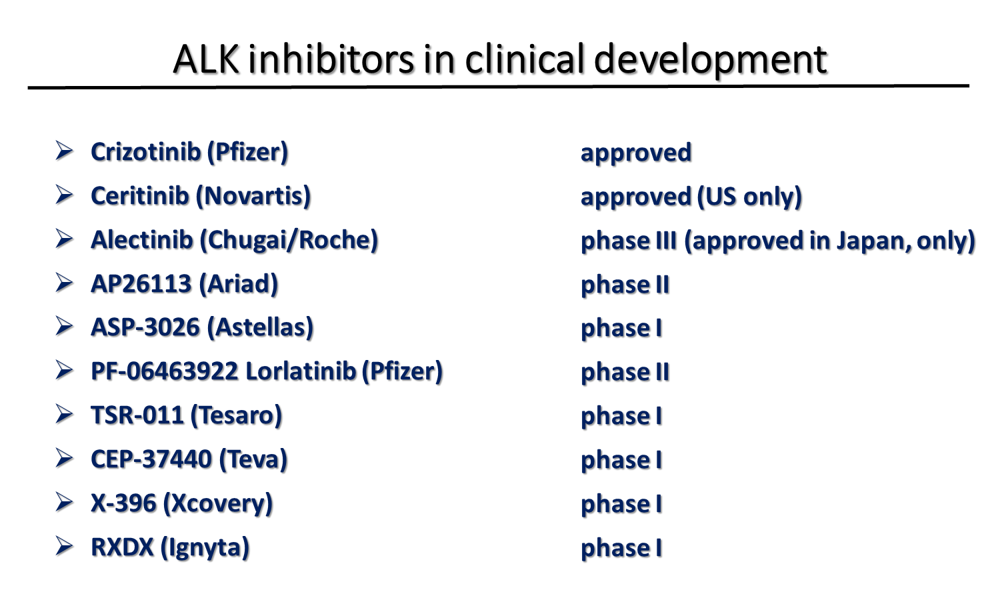 ALK inhibitors in clinical development
Crizotinib (Pfizer) approved
Ceritinib (Novartis) approved (US only)
Alectinib (Chugai/Roche) phase III (approved in Japan, only)
AP26113 (Ariad) phase II
ASP-3026 (Astellas) phase I
PF-06463922 Lorlatinib (Pfizer) phase II
TSR-011 (Tesaro) phase I
CEP-37440 (Teva) phase I
X-396 (Xcovery) phase I
RXDX (Ignyta) phase I